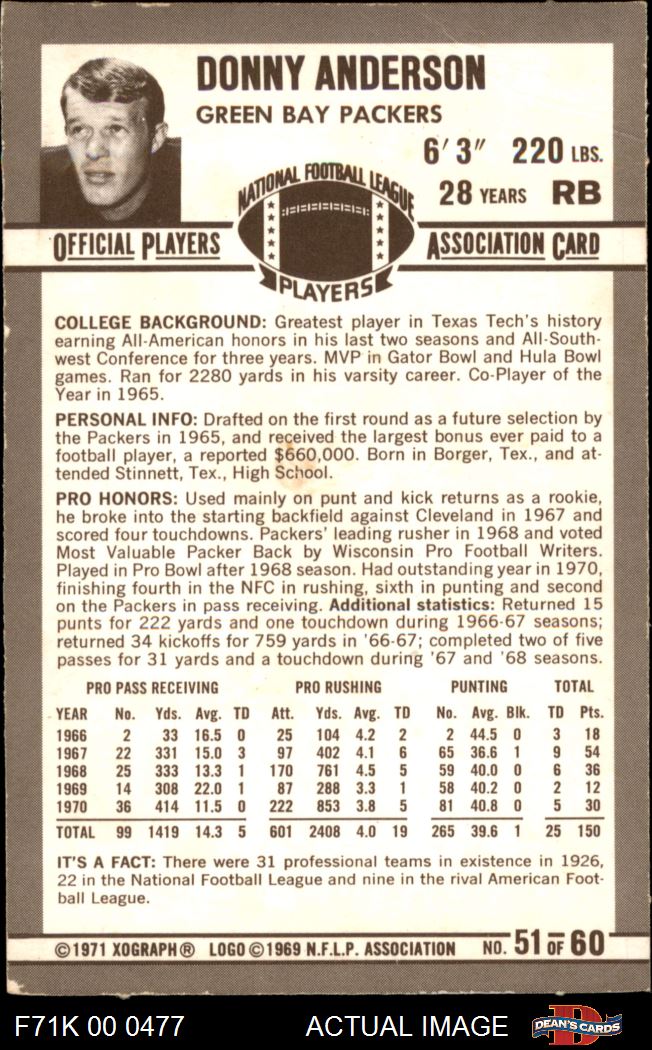 DONNY ANDERSON
GREEN BAY PACKERS
6' 3" 220 LBS.
28 YEARS RB
NATIONAL FOOTBALL LEAGUE
PLAYERS
OFFICIAL PLAYERS ASSOCIATION CARD
COLLEGE BACKGROUND: Greatest player in Texas Tech's history
earning All-American honors in his last two seasons and All-South-
west Conference for three years. MVP in Gator Bowl and Hula Bowl
games. Ran for 2280 yards in his varsity career. Co-Player of the
Year in 1965.
PERSONAL INFO: Drafted on the first round as a future selection by
the Packers in 1965, and received the largest bonus ever paid to a
football player, a reported $660,000. Born in Borger, Tex., and at-
tended Stinnett, Tex., High School.
PRO HONORS: Used mainly on punt and kick returns as a rookie,
he broke into the starting backfield against Cleveland in 1967 and
scored four touchdowns. Packers' leading rusher in 1968 and voted
Most Valuable Packer Back by Wisconsin Pro Football Writers.
Played in Pro Bowl after 1968 season. Had outstanding year in 1970,
finishing fourth in the NFC in rushing, sixth in punting and second
on the Packers in pass receiving. Additional statistics: Returned 15
punts for 222 yards and one touchdown during 1966-67 seasons;
returned 34 kickoffs for 759 yards in '66-67; completed two of five
passes for 31 yards and a touchdown during '67 and '68 seasons.
PRO PASS RECEIVING PRO RUSHING PUNTING TOTAL
YEAR No. Yds. Avg. TD Att. Yds. Avg. TD No. Avg. Blk. TD Pts.
1966 2 33 16.5 0 25 104 4.2 2 2 44.5 0 3 18
1967 22 331 15.0 3 97 402 4.1 6 65 36.6 1 9 54
1968 25 333 13.3 1 170 761 4.5 5 59 40.0 0 6 36
1969 14 308 22.0 1 87 288 3.3 1 58 40.2 0 2 12
1970 36 414 11.5 0 222 853 3.8 5 81 40.8 0 5 30
TOTAL 99 1419 14.3 5 601 2408 4.0 19 265 39.6 1 25 150
IT'S A FACT: There were 31 professional teams in existence in 1926,
22 in the National Football League and nine in the rival American Foot-
ball League.
©1971 XOGRAPH® LOGO ©1969 N.F.L.P. ASSOCIATION NO. 51 OF 60
F71K 00 0477 ACTUAL IMAGE DEAN'S CARDS